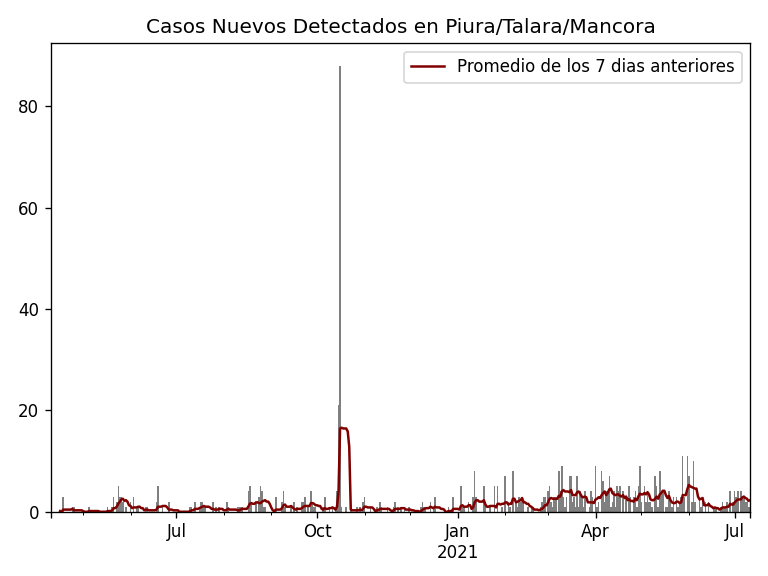 Casos Nuevos Detectados en Piura/Talara/Mancora
Promedio de los 7 dias anteriores
80
60
40
20
0
Jul
Oct
Jan
2021
Apr
Jul